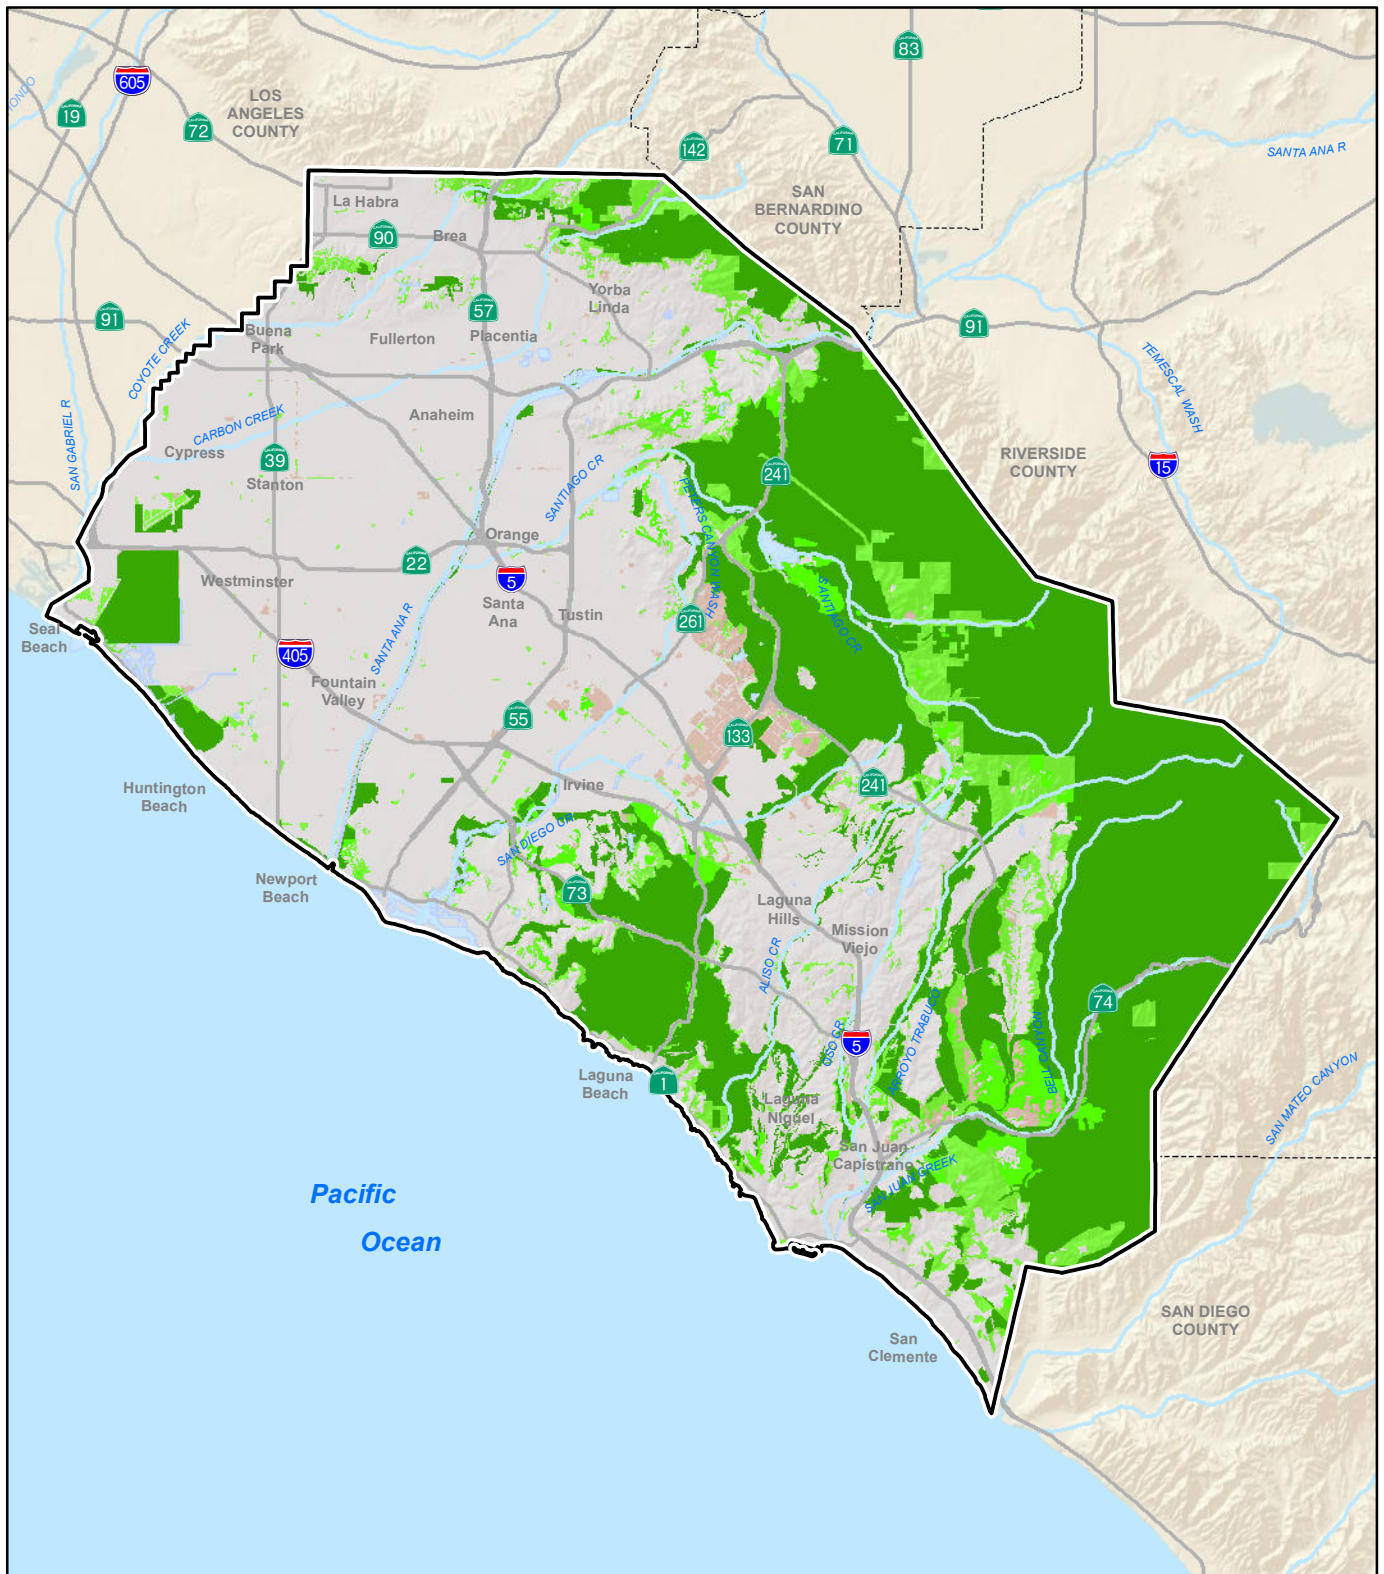 83
605
LOS
ANGELES
COUNTY
HONDO
19
72
142
71
SANTA ANA R
SAN
BERNARDINO
COUNTY
La Habra
90
Brea
Yorba
Linda
57
91
COYOTE CREEK
Buena
Park
Fullerton
Placentia
91
TEMESCAL WASH
SAN GABRIEL R
CARBON CREEK
Anaheim
Cypress
39
Stanton
SANTIAGO CR
241
RIVERSIDE
COUNTY
15
PETERS CANYON WASH
Orange
22
5
Westminster
Santa
Ana
Tustin
261
SANTIAGO CR
SANTA ANA R
Seal
Beach
405
Fountain
Valley
55
133
241
Huntington
Beach
Irvine
SAN DIEGO CR
Newport
Beach
73
Laguna
Hills
Mission
Viejo
ALISO CR
74
ARROYO TRABUCO
OSO CR
5
BELL CANYON
Laguna
Beach
1
Laguna
Niguel
SAN MATEO CANYON
San Juan
Capistrano
SAN JUAN CREEK
Pacific
Ocean
SAN DIEGO
COUNTY
San
Clemente